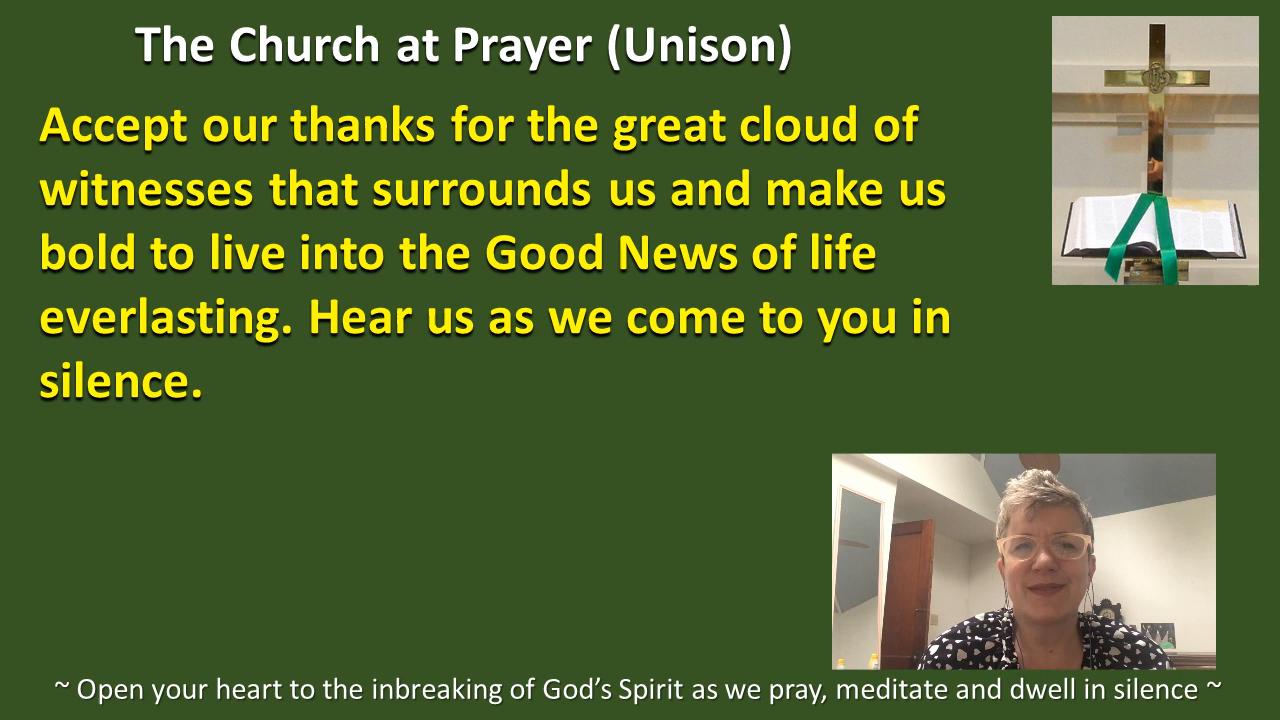 The Church at Prayer (Unison)
Accept our thanks for the great cloud of
witnesses that surrounds us and make us
bold to live into the Good News of life
everlasting. Hear us as we come to you in
silence.
~ Open your heart to the inbreaking of God’s Spirit as we pray, meditate and dwell in silence ~